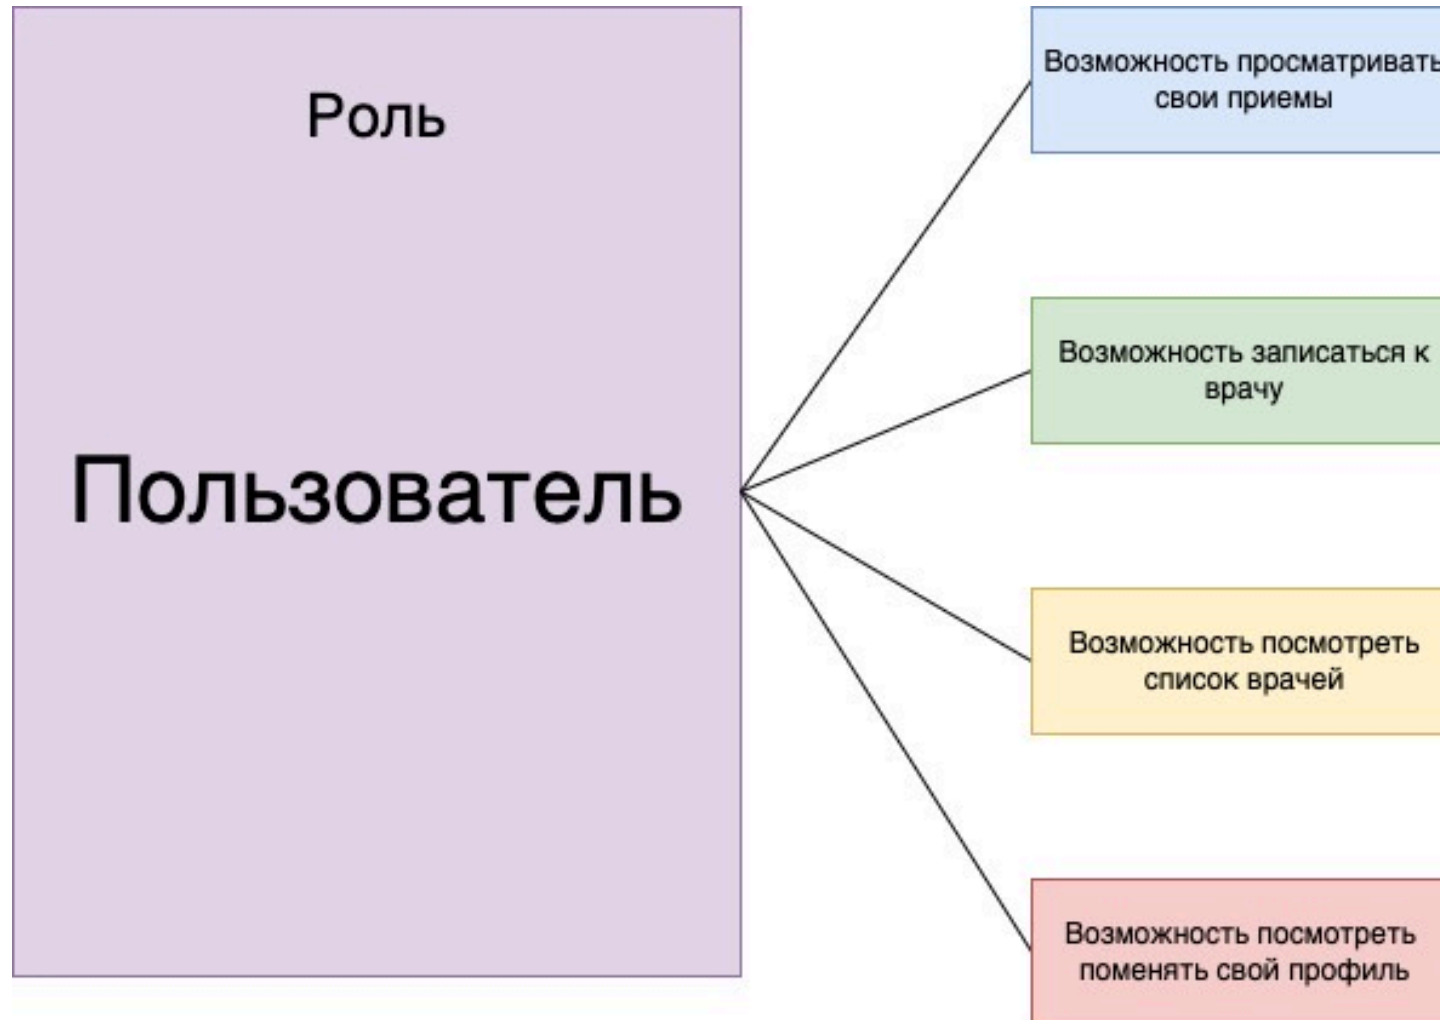 Роль
Пользователь
Возможность просматривать
свои приемы
Возможность записаться к
врачу
Возможность посмотреть
список врачей
Возможность посмотреть
поменять свой профиль